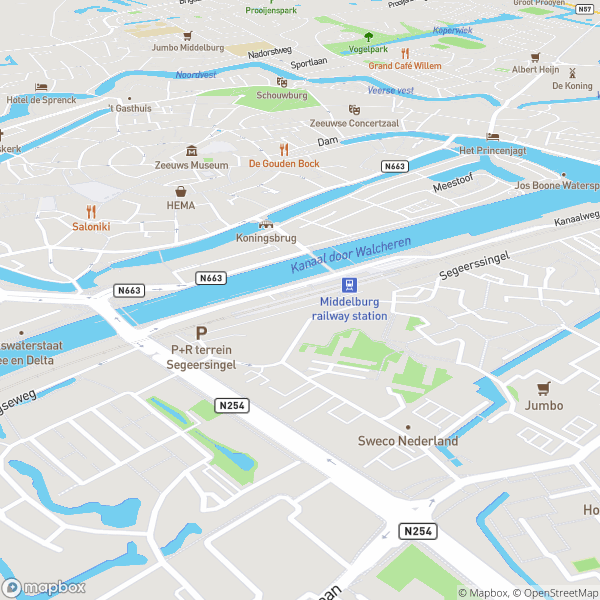 Prooijenspark
Groot Prooyen
N57
Jumbo Middelburg
Nadorstweg
Sportlaan
Vogelpark
Koperwick
Grand Café Willem
Albert Heijn
De Koning
Noordvest
Hotel de Sprenck
't Gasthuis
Schouwburg
Veerse vest
Zeeuwse Concertzaal
Dam
Het Princenjagt
Zeeuws Museum
De Gouden Bock
N663
Meestoof
Jos Boone Watersp
HEMA
Saloniki
Koningsbrug
Kanaalweg
Kanaal door Walcheren
Segeerssingel
N663
N663
Middelburg
railway station
P
P+R terrein
Segeersingel
swaterstaat
ee en Delta
gseweg
N254
Jumbo
Sweco Nederland
Ho
N254
aan
mapbox
© Mapbox, © OpenStreetMap